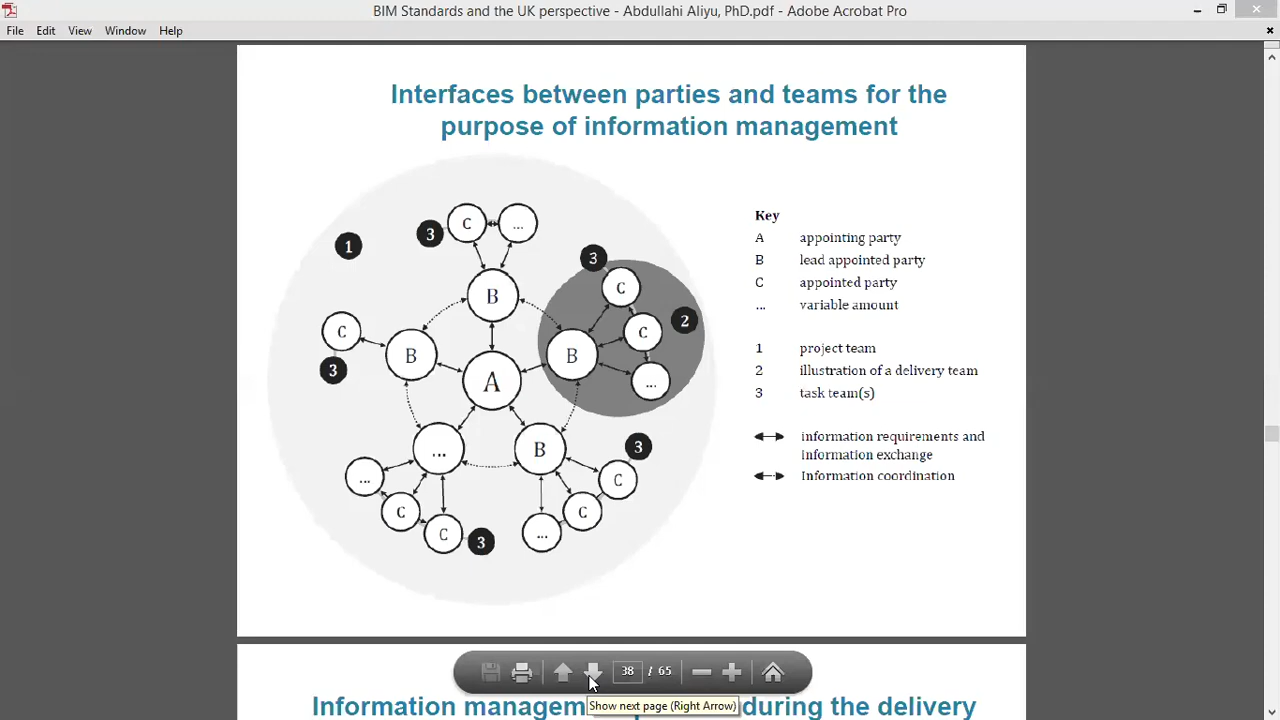 BIM Standards and the UK perspective - Abdullahi Aliyu, PhD.pdf - Adobe Acrobat Pro
File Edit View Window Help
Interfaces between parties and teams for the
purpose of information management
1
3
C
...
B
3
C
C
2
...
B
C
3
B
A
...
...
C
C
3
B
3
C
C
...
Key
A appointing party
B lead appointed party
C appointed party
... variable amount
1 project team
2 illustration of a delivery team
3 task team(s)
information requirements and
information exchange
Information coordination
38 / 65
Show next page (Right Arrow)
Information manage
during the delivery